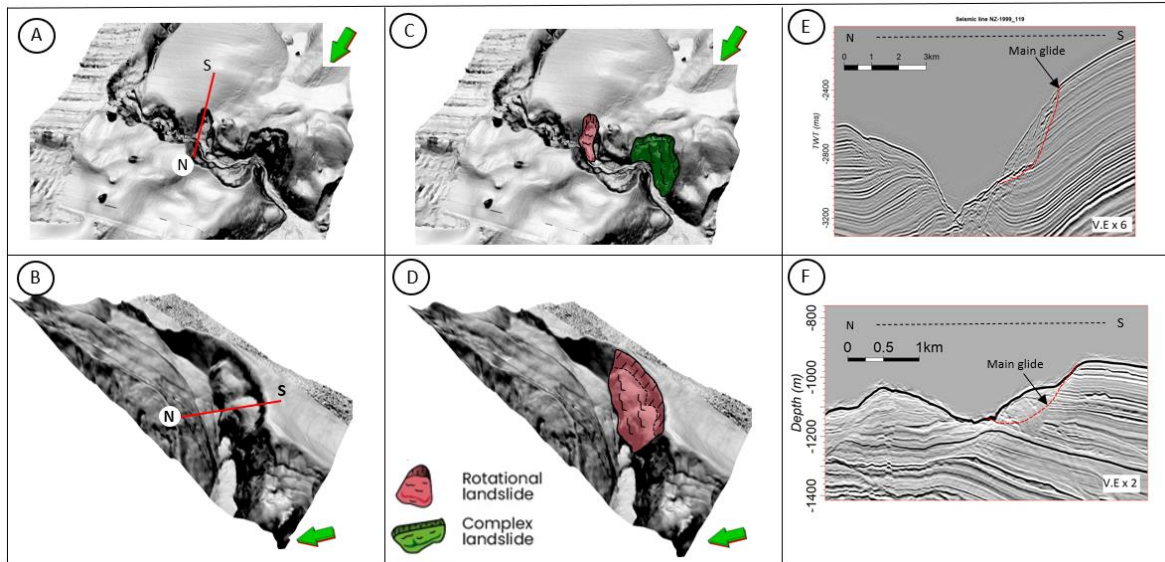 A
S
N
C
E
Seismic line NZ-1999_119
N
S
Main glide
0
1
2
3km
-2400
-2800
-3200
TWT (ms)
V.E x 6
B
N
S
D
Rotational
landslide
Complex
landslide
F
N
S
0
0.5
1km
Main glide
-800
-1000
-1200
-1400
Depth (m)
V.E x 2